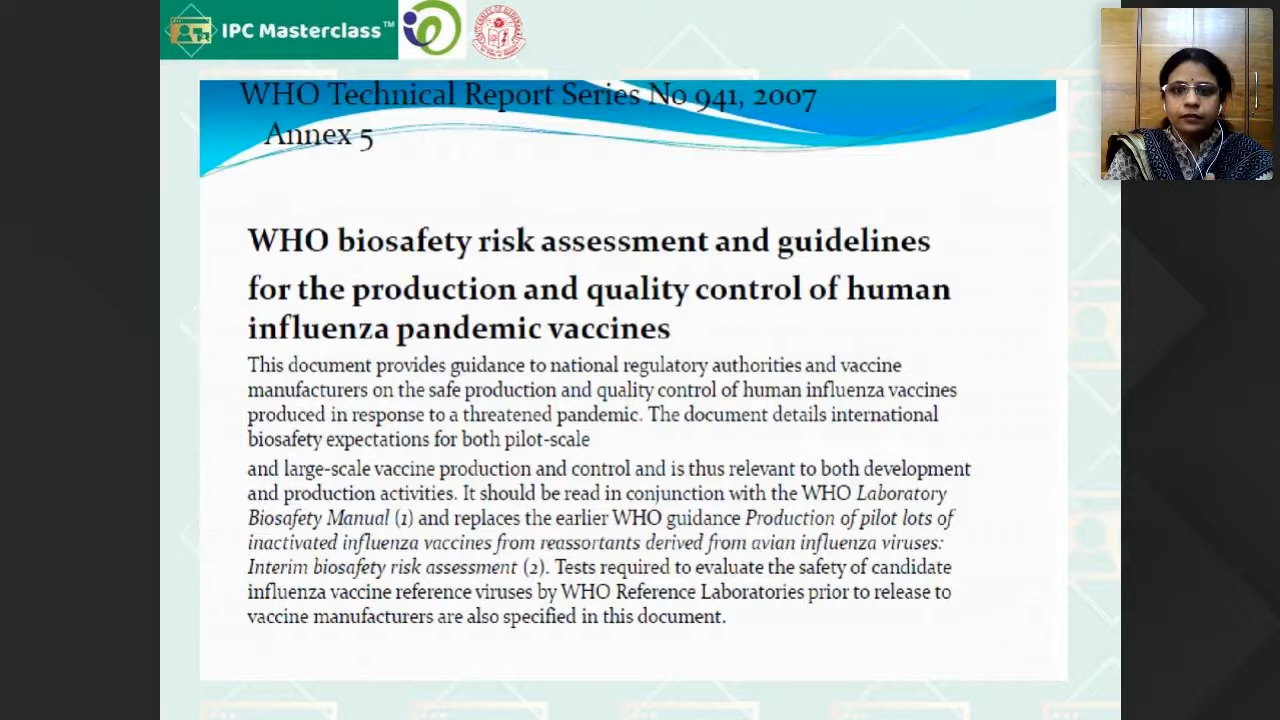 IPC Masterclass™
WHO Technical Report Series No 941, 2007
Annex 5
WHO biosafety risk assessment and guidelines
for the production and quality control of human
influenza pandemic vaccines
This document provides guidance to national regulatory authorities and vaccine
manufacturers on the safe production and quality control of human influenza vaccines
produced in response to a threatened pandemic. The document details international
biosafety expectations for both pilot-scale
and large-scale vaccine production and control and is thus relevant to both development
and production activities. It should be read in conjunction with the WHO Laboratory
Biosafety Manual (1) and replaces the earlier WHO guidance Production of pilot lots of
inactivated influenza vaccines from reassortants derived from avian influenza viruses:
Interim biosafety risk assessment (2). Tests required to evaluate the safety of candidate
influenza vaccine reference viruses by WHO Reference Laboratories prior to release to
vaccine manufacturers are also specified in this document.